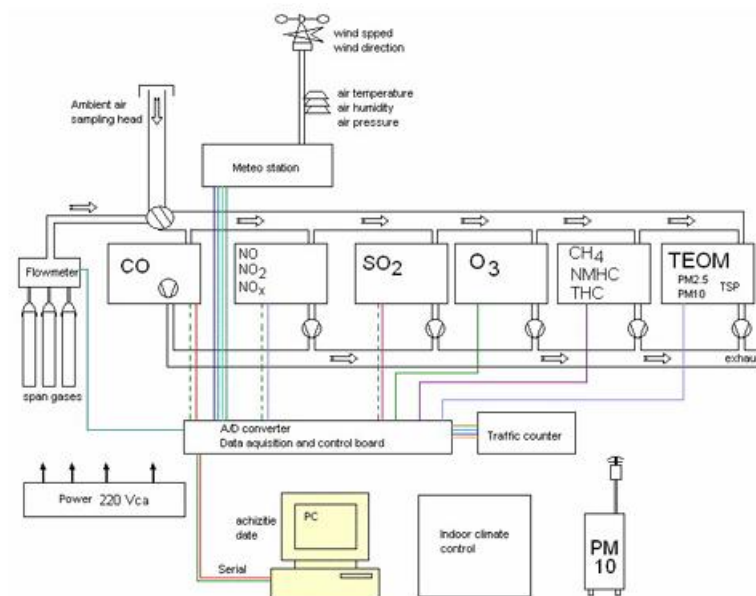 wind spped
wind direction
air temperature
air humidity
air pressure
Ambient air
sampling head
Meteo station
Flowmeter
span gases
CO
NO
NO2
NOx
SO2
O3
CH4
NMHC
THC
TEOM
PM2.5
TSP
PM10
exhau
A/D converter
Data aquisition and control board
Traffic counter
Power 220 Vca
achizitie
date
PC
Serial
Indoor climate
control
PM
10